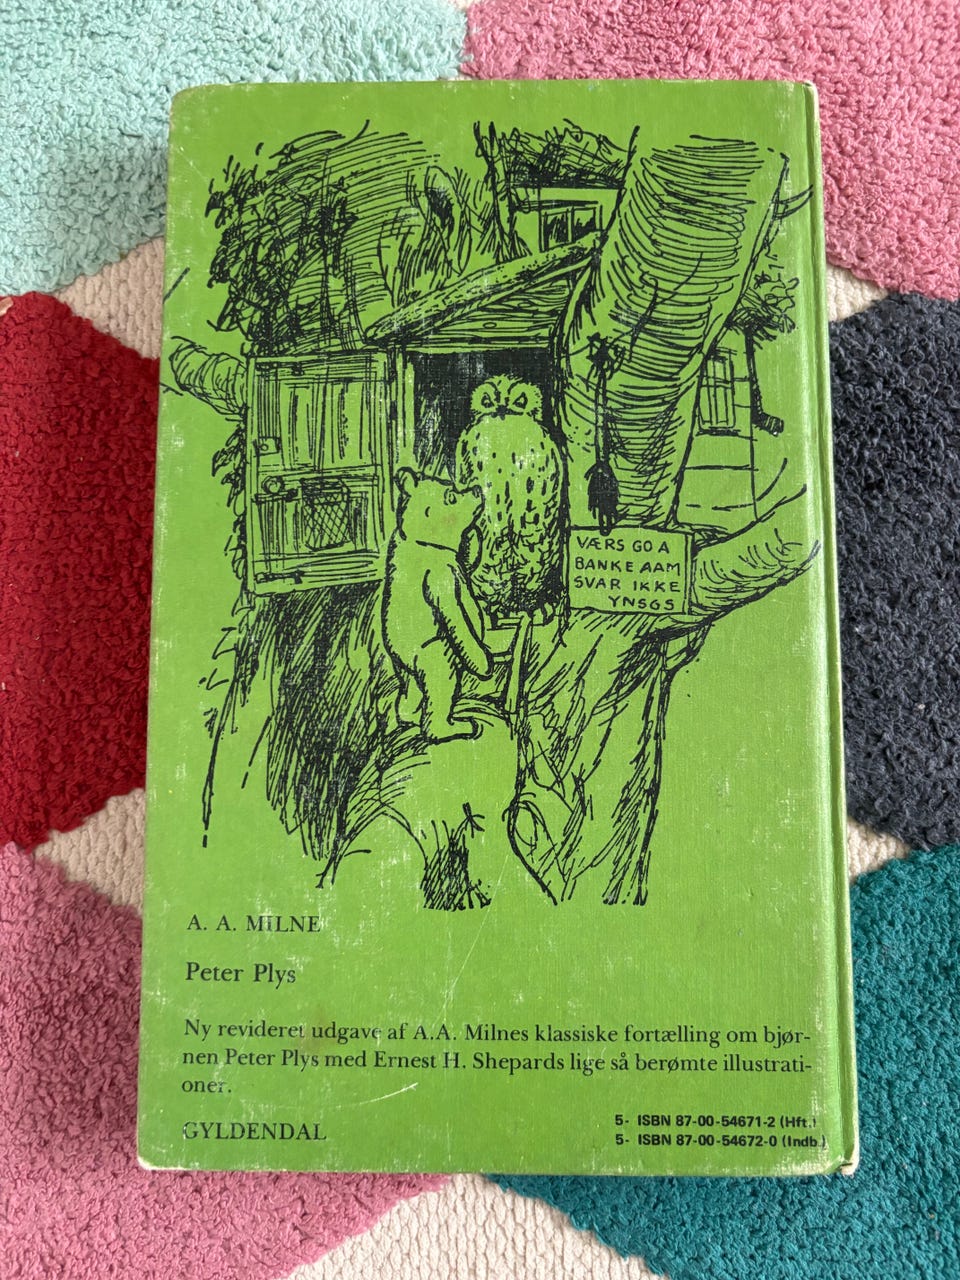 VÆRS GO A
BANKE AAM
SVAR IKKE
YNSGS
A. A. MILNE
Peter Plys
Ny revideret udgave af A.A. Milnes klassiske fortælling om bjør-
nen Peter Plys med Ernest H. Shepards lige så berømte illustrati-
oner.
GYLDENDAL
5- ISBN 87-00-54671-2 (Hft.)
5- ISBN 87-00-54672-0 (Indb.)